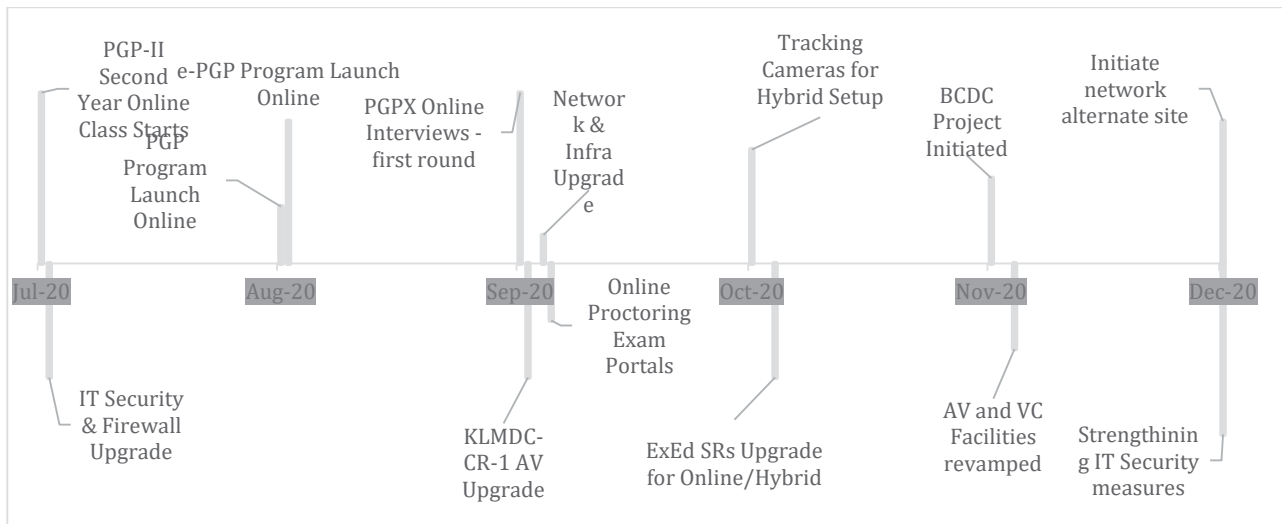 PGP-II
Second
Year Online
Class Starts
e-PGP Program Launch
Online
PGP
Program
Launch
Online
PGPX Online
Interviews -
first round
Networ
k & Infra
Upgrad
e
Tracking
Cameras for
Hybrid Setup
BCDC
Project
Initiated
Initiate
network
alternate site
Jul-20
Aug-20
Sep-20
Oct-20
Nov-20
Dec-20
IT Security
& Firewall
Upgrade
KLMDC-
CR-1 AV
Upgrade
Online
Proctoring
Exam
Portals
ExEd SRs Upgrade
for Online/Hybrid
AV and VC
Facilities
revamped
Strengthinin
g IT Security
measures